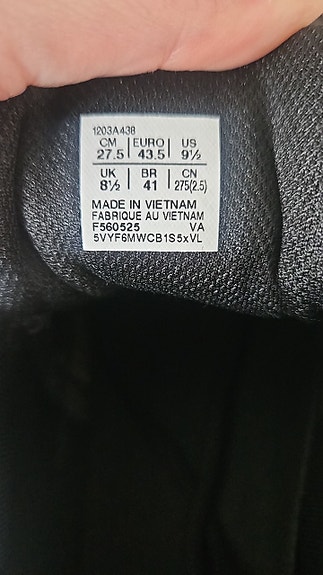 1203A438
CM EURO US
27.5 43.5 9½
UK BR CN
8½ 41 275(2.5)
MADE IN VIETNAM
FABRIQUE AU VIETNAM
F560525 VA
5VYF6MWCB1S5xVL